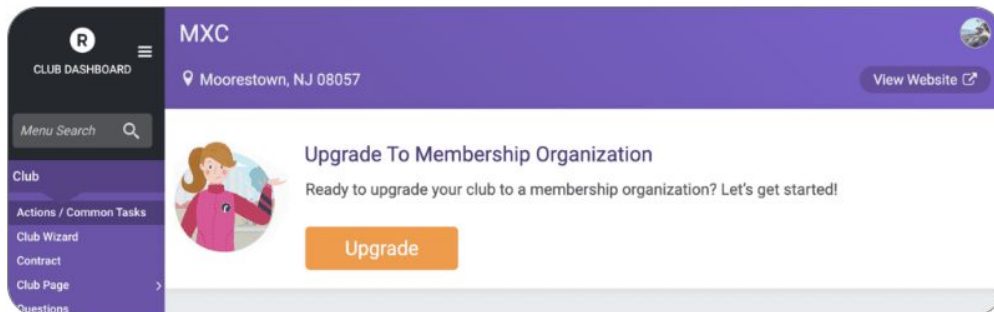 R
CLUB DASHBOARD
Menu Search
Club
Actions / Common Tasks
Club Wizard
Contract
Club Page
Questions
MXC
Moorestown, NJ 08057
View Website
Upgrade To Membership Organization
Ready to upgrade your club to a membership organization? Let's get started!
Upgrade